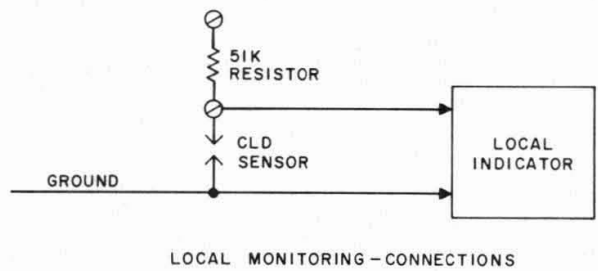 51K
RESISTOR
CLD
SENSOR
GROUND
LOCAL
INDICATOR
LOCAL MONITORING-CONNECTIONS